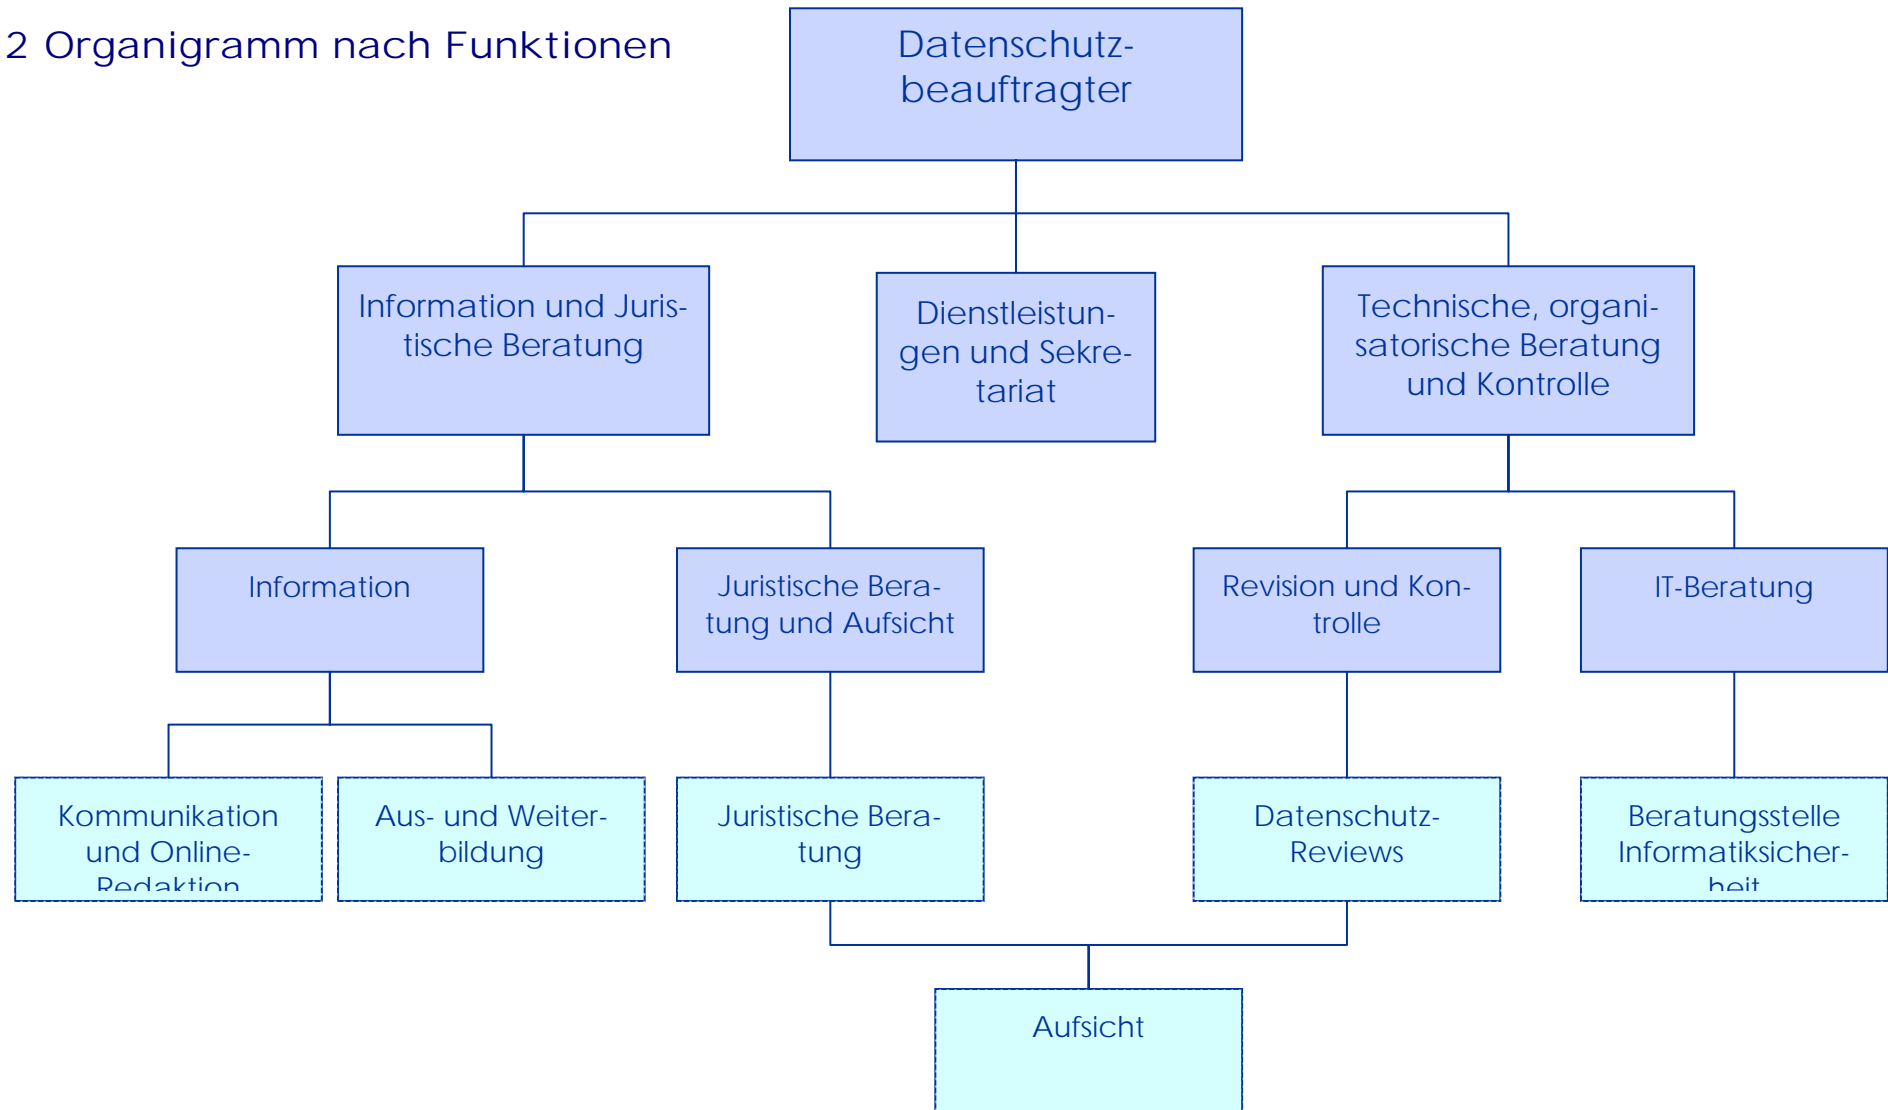 2 Organigramm nach Funktionen
Datenschutz-
beauftragter
Information und Juris-
tische Beratung
Dienstleistun-
gen und Sekre-
tariat
Technische, organi-
satorische Beratung
und Kontrolle
Information
Juristische Bera-
tung und Aufsicht
Revision und Kon-
trolle
IT-Beratung
Kommunikation
und Online-
Redaktion
Aus- und Weiter-
bildung
Juristische Bera-
tung
Datenschutz-
Reviews
Beratungsstelle
Informatiksicher-
heit
Aufsicht